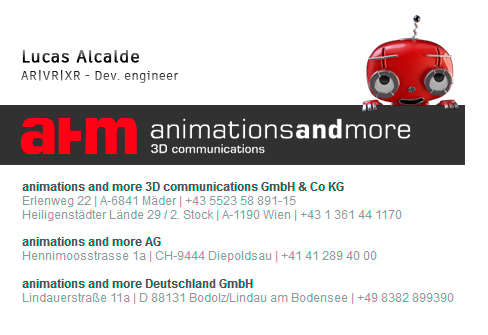 Lucas Alcalde
AR|VR|XR - Dev. engineer
a+m animationsandmore
3D communications
animations and more 3D communications GmbH & Co KG
Erlenweg 22 | A-6841 Mäder | +43 5523 58 891-15
Heiligenstädter Lände 29 / 2. Stock | A-1190 Wien | +43 1 361 44 1170
animations and more AG
Hennimoosstrasse 1a | CH-9444 Diepoldsau | +41 41 289 40 00
animations and more Deutschland GmbH
Lindauerstraße 11a | D 88131 Bodolz/Lindau am Bodensee | +49 8382 899390